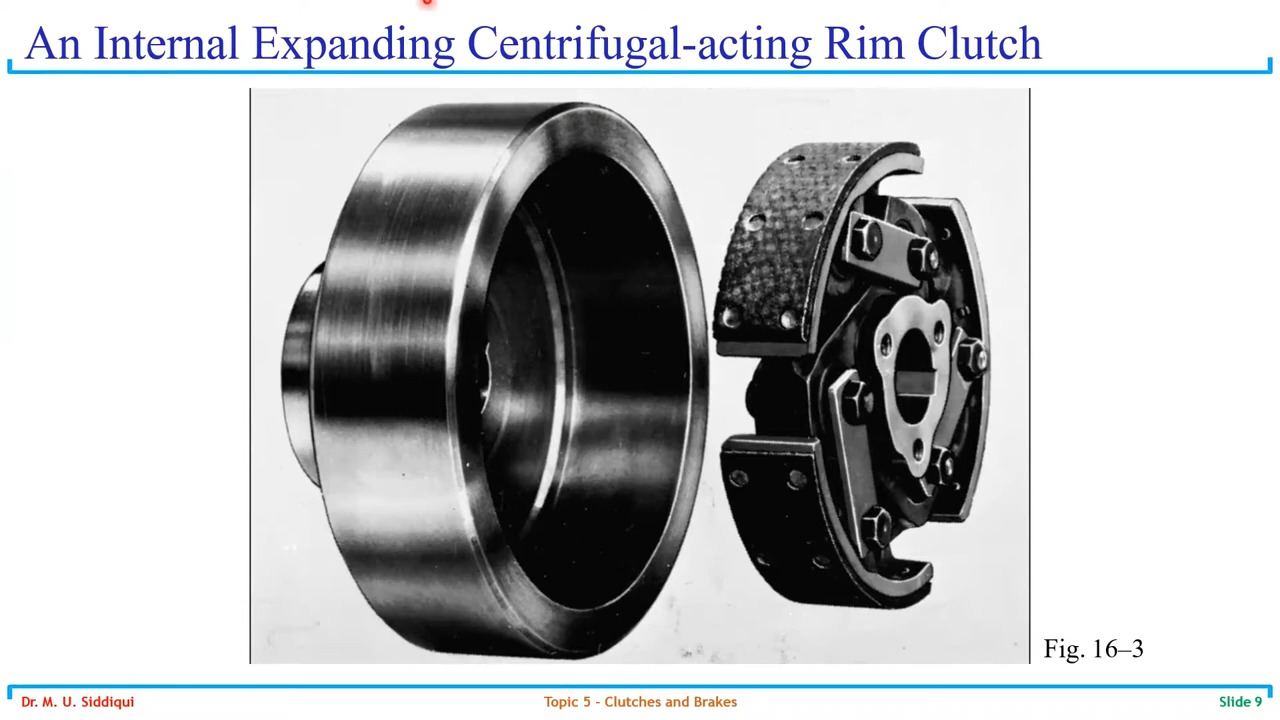 An Internal Expanding Centrifugal-acting Rim Clutch
Fig. 16–3
Dr. M. U. Siddiqui
Topic 5 - Clutches and Brakes
Slide 9